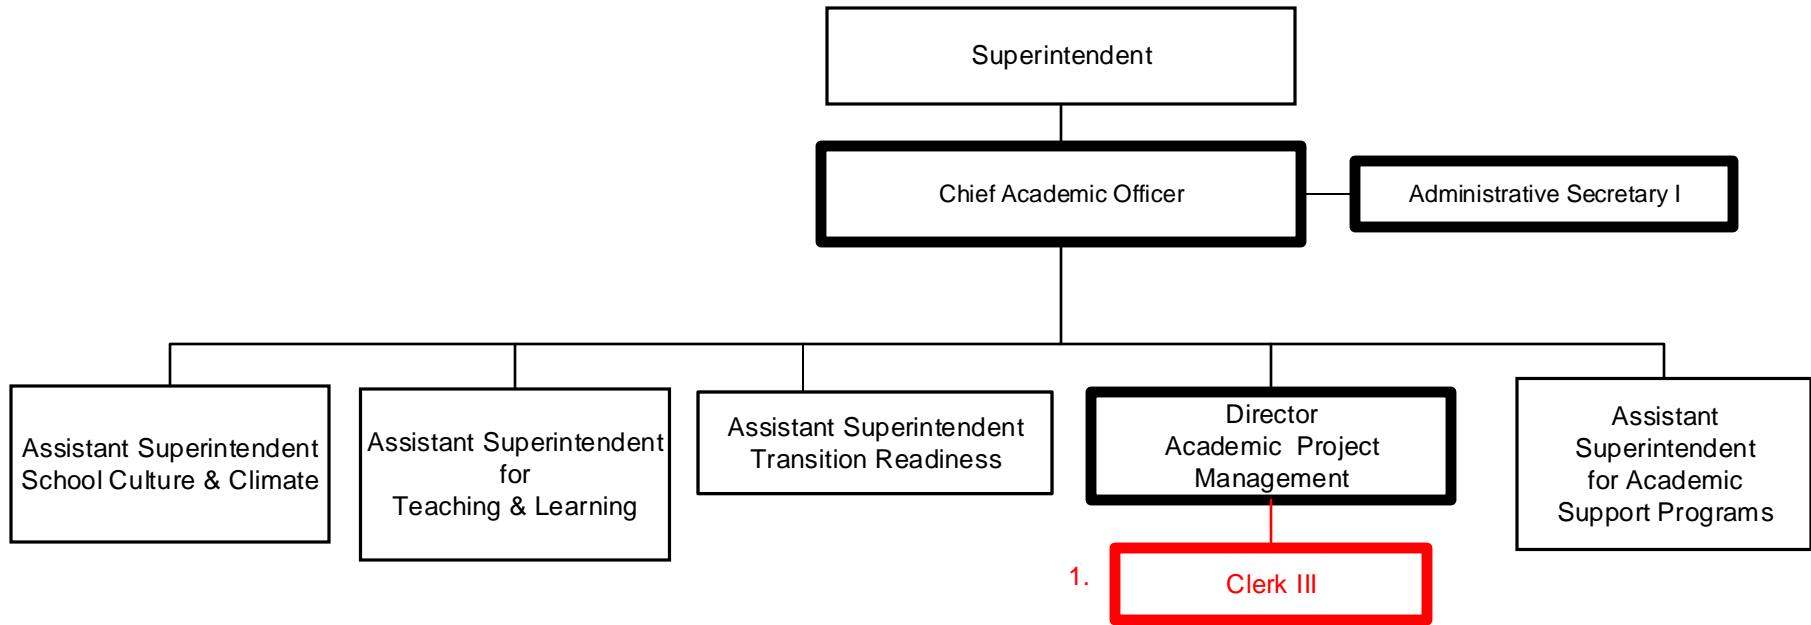 Superintendent
Chief Academic Officer
Administrative Secretary I
Assistant Superintendent
School Culture & Climate
Assistant Superintendent
for
Teaching & Learning
Assistant Superintendent
Transition Readiness
Director
Academic Project
Management
Assistant
Superintendent
for Academic
Support Programs
1.
Clerk III